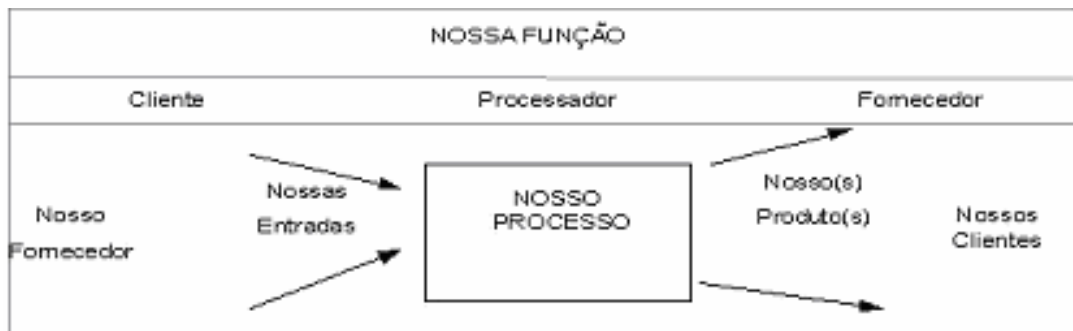 NOSSA FUNÇÃO
Cliente Processador Fornecedor
Nosso
Fornecedor
Nossas
Entradas
NOSSO
PROCESSO
Nosso(s)
Produto(s)
Nossos
Clientes